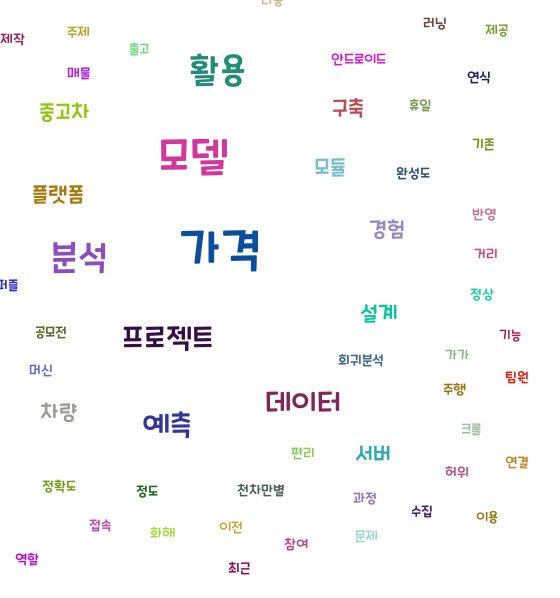 러닝
제공
주제
제작
출고
안드로이드
매물
활용
연식
구축
휴일
중고차
기존
모델
모듈
완성도
플랫폼
반영
경험
가격
거리
분석
퍼즐
정상
설계
공모전
프로젝트
기능
회귀분석
가가
머신
팀원
주행
데이터
차량
예측
크롤
편리
서버
연결
허위
정확도
정도
천차만별
과정
수집
이용
접속
화해
이전
문제
참여
역할
최근